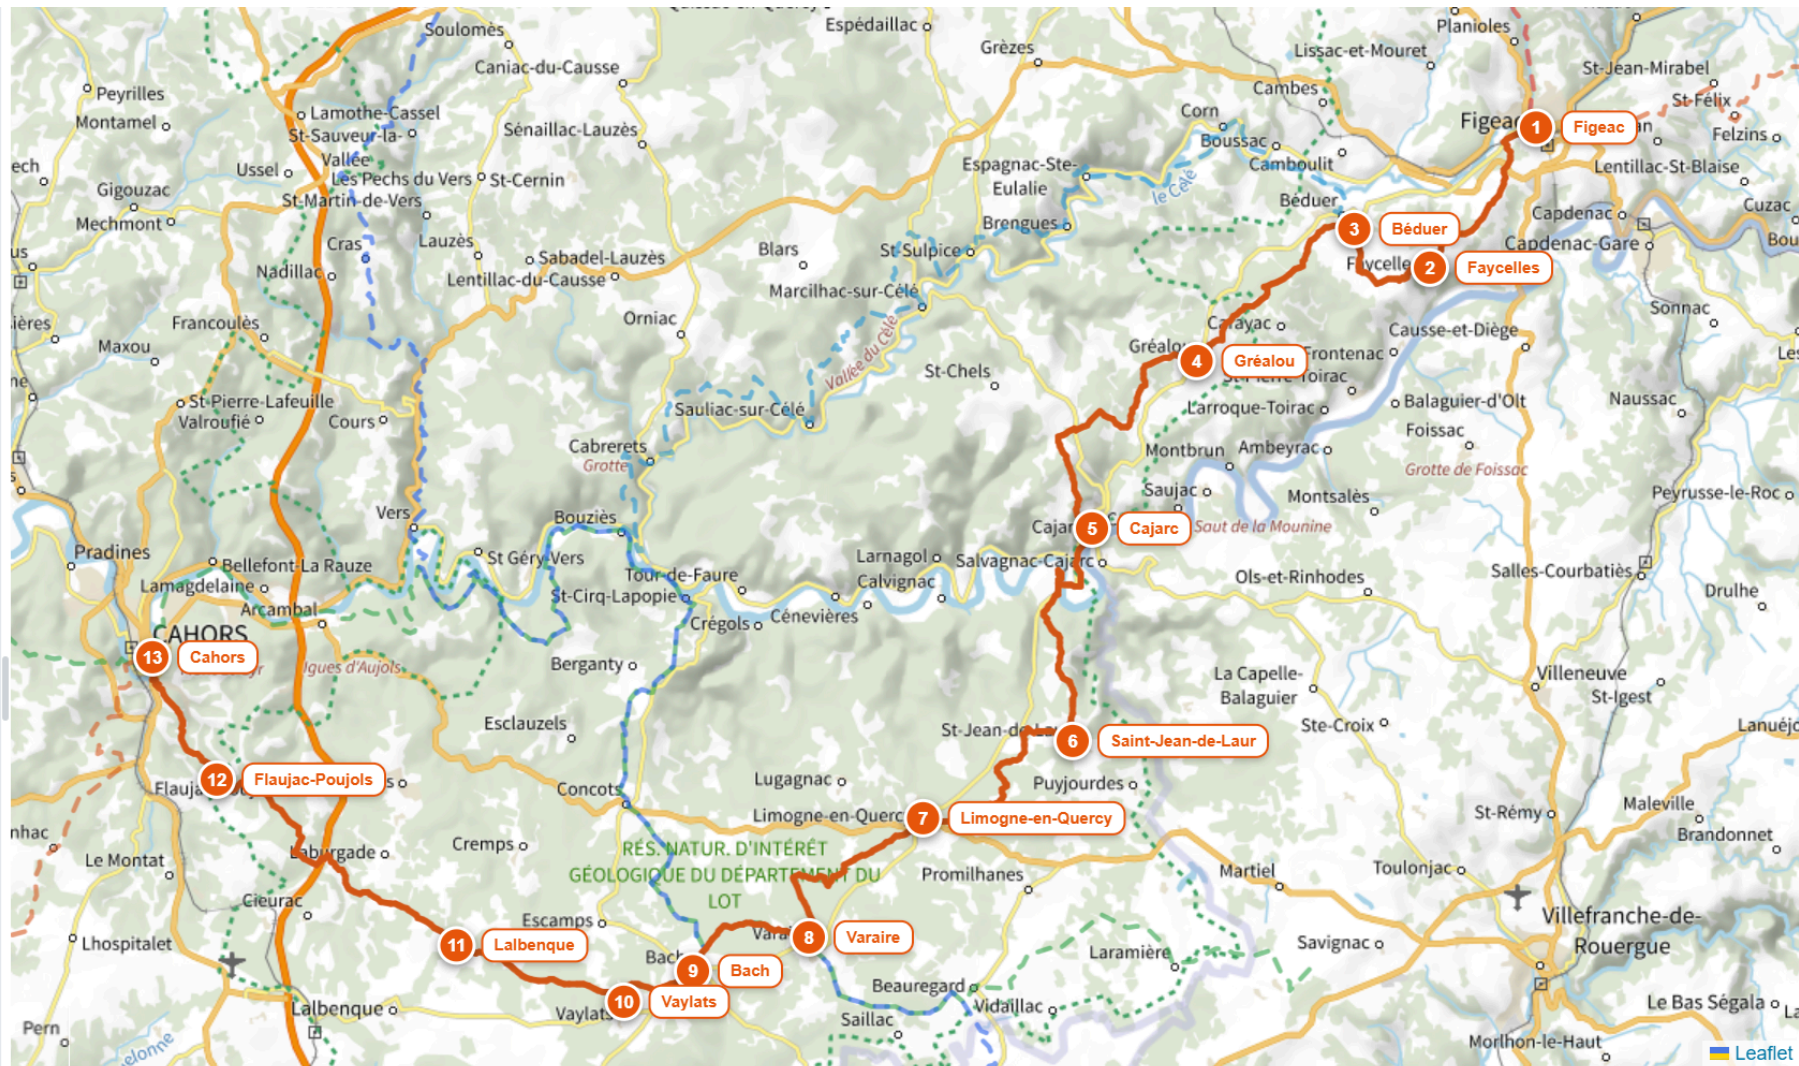 Soulomès
Espédaillac
Planioles
Grèzes
Lissac-et-Mouret
Caniac-du-Causse
St-Jean-Mirabel
Peyrilles
Cambes
St-Félix
Lamothe-Cassel
Corn
Montamel
Figeac
1
Figeac
Felzins
St-Sauveur-la-
Vallée
Sénaillac-Lauzès
Boussac
Camboulit
Espagnac-Ste-
Eulalie
Lentillac-St-Blaise
Ussel
Les Pechs du Vers
St-Cernin
le Célé
Gigouzac
St-Martin-de-Vers
Béduer
Cuzac
Mechmont
Brengues
Capdenac
3
Béduer
Cras
Lauzès
Blars
St-Sulpice
Capdenac-Gare
Sabadel-Lauzès
Nadillac
Lentillac-du-Causse
2
Faycelles
Marcilhac-sur-Célé
Sonnac
Francoulès
Orniac
Carayac
Causse-et-Diège
Maxou
Vallée du Célé
4
Gréalou
Frontenac
St-Chels
St-Pierre-Toirac
St-Pierre-Lafeuille
Valroufié
Cours
Sauliac-sur-Célé
Larroque-Toirac
Balaguier-d'Olt
Naussac
Foissac
Cabrerets
Grotte
Montbrun
Ambeyrac
Grotte de Foissac
Saujac
Montsalès
Peyrusse-le-Roc
Vers
Bouziès
5
Cajarc
Saut de la Mounine
Pradines
Bellefont-La Rauze
St Géry-Vers
Larnagol
Salvagnac-Cajarc
Lamagdelaine
Tour-de-Faure
Calvignac
Ols-et-Rinhodes
Salles-Courbatiès
St-Cirq-Lapopie
Drulhe
Arcambal
Crégols
Cénevières
CAHORS
13
Cahors
Igues d'Aujols
Berganty
La Capelle-
Balaguier
Villeneuve
St-Igest
Esclauzels
Ste-Croix
6
Saint-Jean-de-Laur
12
Flaujac-Poujols
Lugagnac
Puyjourdes
Concots
Maleville
Limogne-en-Quercy
7
Limogne-en-Quercy
St-Rémy
Brandonnet
Le Montat
Laburgade
Cremps
RÉS. NATUR. D'INTÉRÊT
GÉOLOGIQUE DU DÉPARTEMENT DU
LOT
Promilhanes
Martiel
Toulonjac
Cieurac
Escamps
Villefranche-de-
Rouergue
Lhospitalet
11
Lalbenque
8
Varaire
Savignac
Laramière
Bach
9
Bach
Beauregard
10
Vaylats
Vaylats
Vidaillac
Lalbenque
Le Bas Ségala
Pern
Saillac
Morlhon-le-Haut
Leaflet